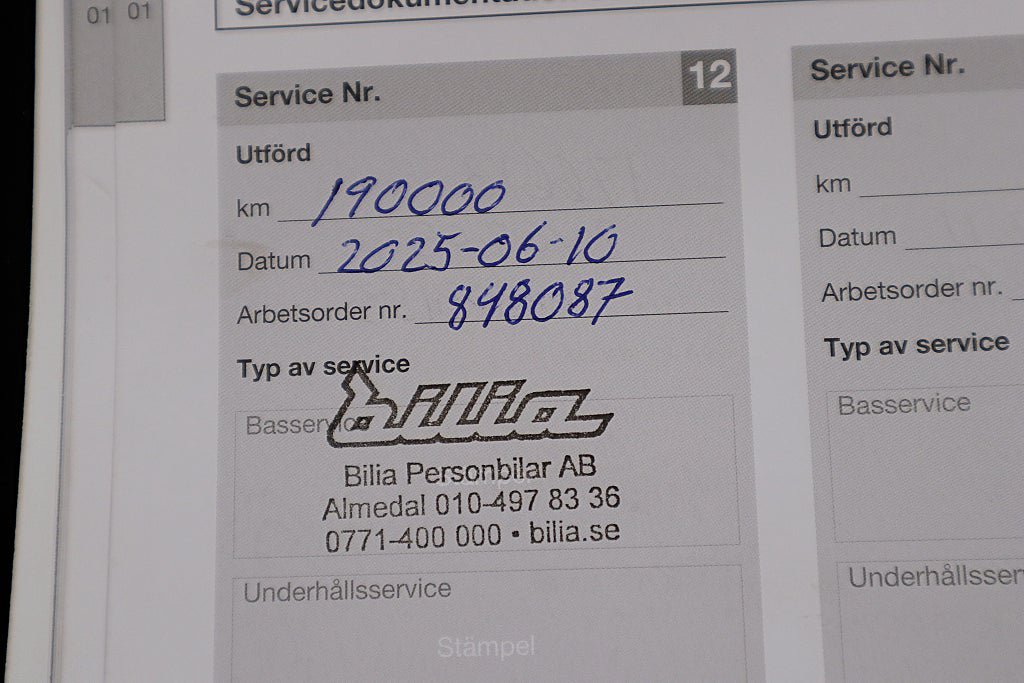 01 01
Servicedokumentation
Service Nr. 12
Utförd
km 190000
Datum 2025-06-10
Arbetsorder nr. 848087
Typ av service
Basservice
bilia
Bilia Personbilar AB
Almedal 010-497 83 36
0771-400 000 • bilia.se
Underhållsservice
Stämpel
Service Nr.
Utförd
km
Datum
Arbetsorder nr.
Typ av service
Basservice
Underhållsser